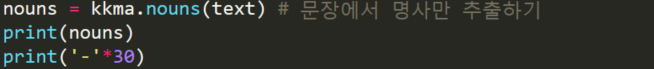 nouns = kkma.nouns(text) # 문장에서 명사만 추출하기
print(nouns)
print('-'*30)